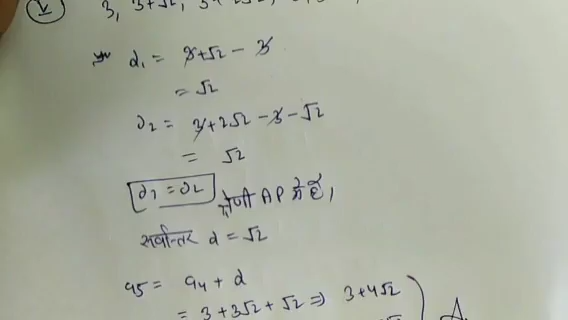 3, 3+√2, 3+2√2
d₁ = 3+√2 - 3
= √2
d₂ = 3+2√2 - 3 - √2
= √2
d₁ = d₂ श्रेणी AP में है,
सर्वान्तर d = √2
a5 = a4 + d
= 3+3√2+√2 ⇒ 3+4√2